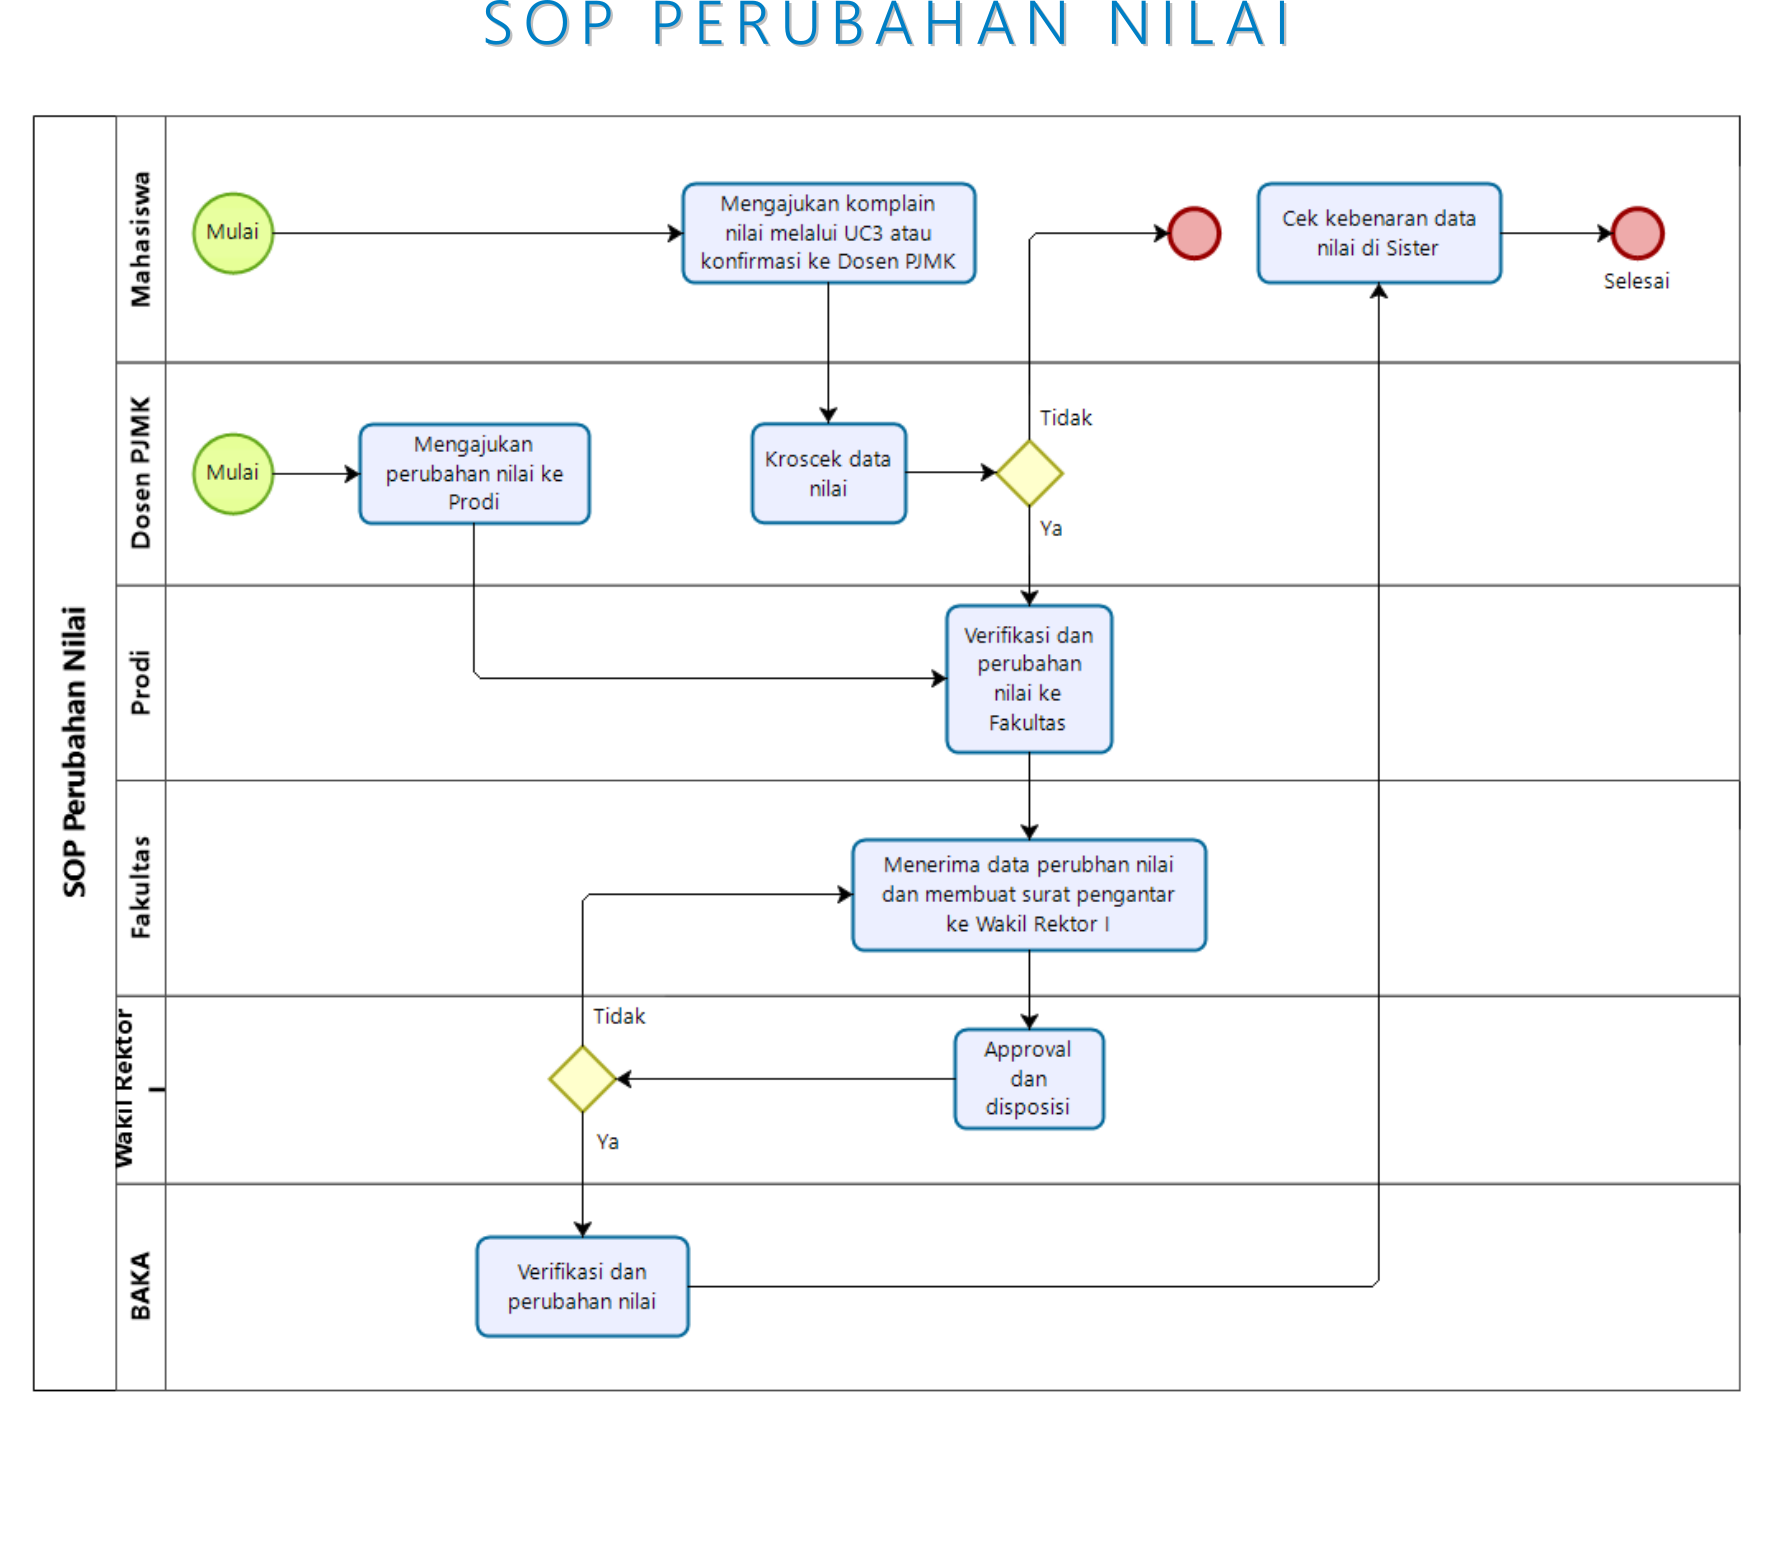 SOP PERUBAHAN NILAI
SOP Perubahan Nilai
Mahasiswa
Mulai
Mengajukan komplain
nilai melalui UC3 atau
konfirmasi ke Dosen PJMK
Cek kebenaran data
nilai di Sister
Selesai
Dosen PJMK
Mulai
Mengajukan
perubahan nilai ke
Prodi
Kroscek data
nilai
Tidak
Ya
Prodi
Verifikasi dan
perubahan
nilai ke
Fakultas
Fakultas
Menerima data perubhan nilai
dan membuat surat pengantar
ke Wakil Rektor I
Wakil Rektor
I
Tidak
Approval
dan
disposisi
Ya
BAKA
Verifikasi dan
perubahan nilai